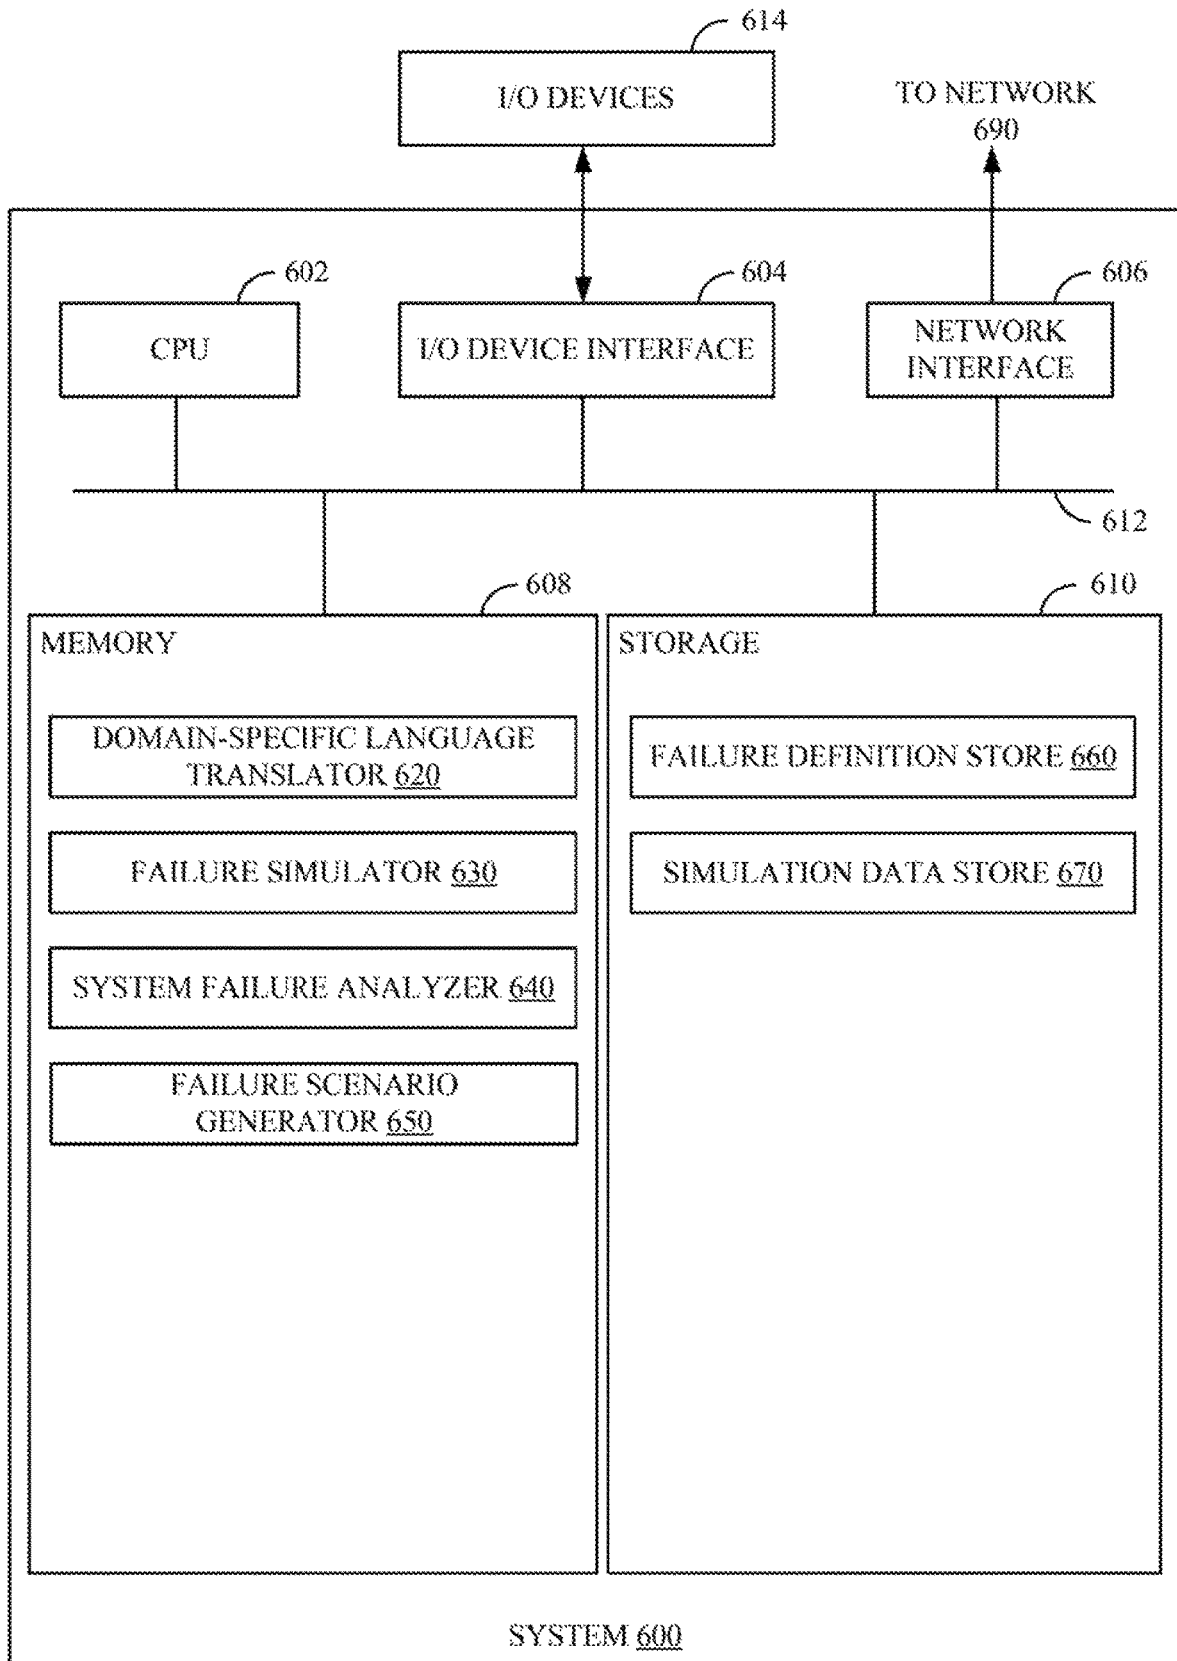 614
I/O DEVICES
TO NETWORK
690
602
604
606
CPU
I/O DEVICE INTERFACE
NETWORK
INTERFACE
612
608
610
MEMORY
STORAGE
DOMAIN-SPECIFIC LANGUAGE
TRANSLATOR 620
FAILURE DEFINITION STORE 660
FAILURE SIMULATOR 630
SIMULATION DATA STORE 670
SYSTEM FAILURE ANALYZER 640
FAILURE SCENARIO
GENERATOR 650
SYSTEM 600